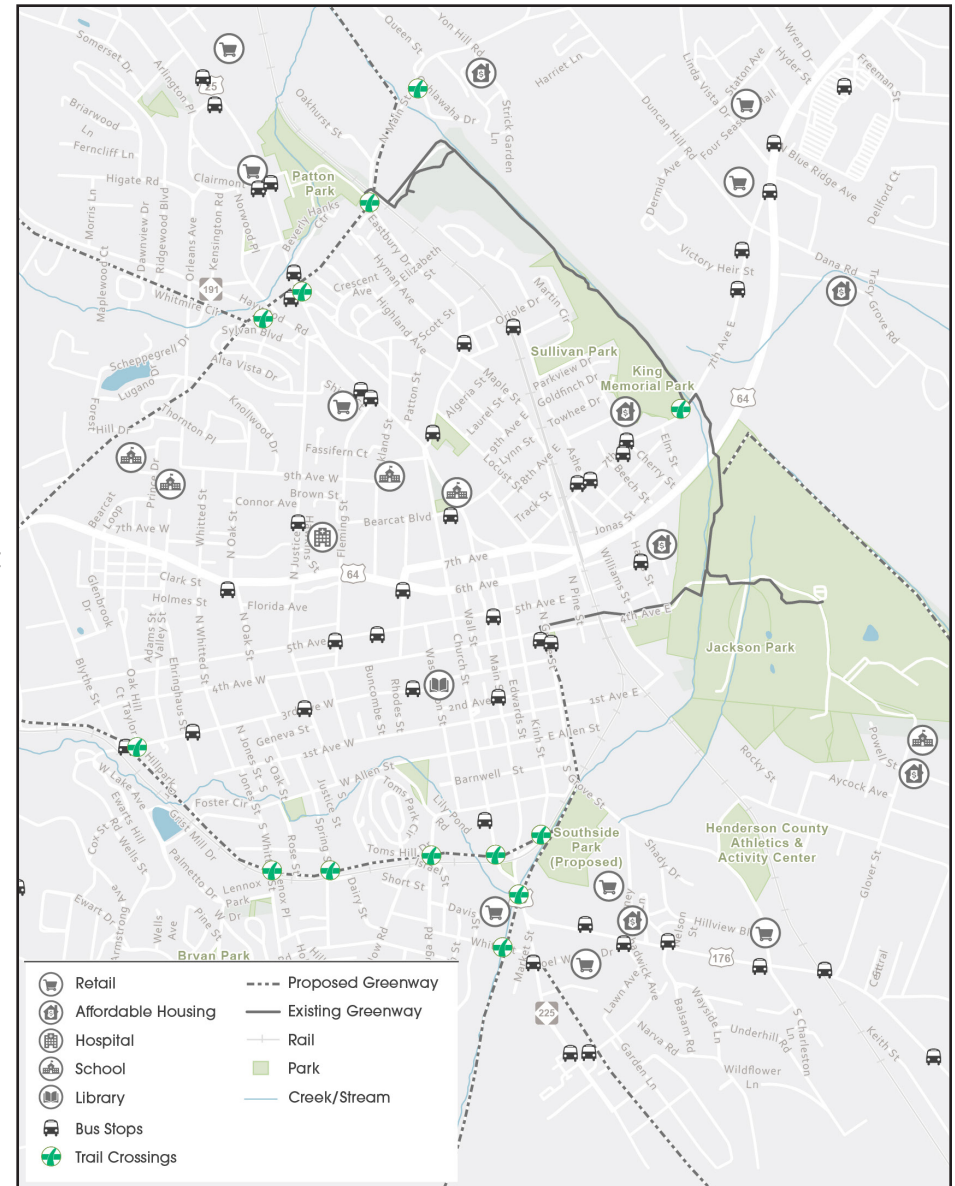 Somerset Dr
Arlington Pl
25
Queen St
Yon Hill Rd
Harriet Ln
Wren Dr
Hyder St
Staton Ave
Linda Vista Dr
Freeman St
Oakhurst St
N Main St
Strick Garden
Ln
Duncan Hill Rd
Briarwood
Ln
Ferncliff Ln
Higate Rd
Patton
Park
Dermid Ave
Blue Ridge Ave
Dellford Ct
Morris Ln
Dawnview Dr
Ridgewood Blvd
Orleans Ave
Kensington Rd
Norwood Pl
Beverly Hanks
Ctr
Eastbury Dr
Hyman Ave
Elizabeth
St
Victory Heir St
Dana Rd
Tracy Grove
Rd
Maplewood Ct
191
Whitmire Cir
Crescent
Ave
Highland Ave
Scott St
Oriole Dr
Martin Cir
Sylvan Blvd
Scheppegrell Dr
Lugano
Alta Vista Dr
Sullivan Park
Parkview Dr
Goldfinch Dr
Towhee Dr
King
Memorial Park
7th Ave E
64
Patton St
Algeria St
Laurel St
Maple St
Forest
Hill Dr
Thornton Pl
Knollwood Dr
Fassifern Ct
9th Ave E
Lynn St
Locust St
8th Ave E
Elm St
Cherry St
Beech St
Prince Dr
Bearcat
Loop
Whitted St
9th Ave W
Brown St
Connor Ave
N Oak St
Fleming St
Bearcat Blvd
Track St
Jonas St
7th Ave W
N Justice
7th Ave
64
6th Ave
Williams St
Clark St
Holmes St
Florida Ave
Glenbrook
Dr
Adams St
Valley St
N Whitted St
N Oak St
5th Ave E
N Pine St
4th Ave E
5th Ave
Wall St
Church St
Main St
Blythe St
Oak Hill
Ct
Taylor
Ehringhaus St
4th Ave W
Buncombe St
Rhodes St
2nd Ave
Edwards St
1st Ave E
Jackson Park
Geneva St
1st Ave W
E Allen St
Rocky St
Powell St
Hillpark
W Lake Ave
N Jones St
S Oak St
Justice St
W Allen St
Barnwell St
S Grove St
Aycock Ave
Foster Cir
Toms Park
Cir
Lily Pond
Rd
Cox St
Ewarts Hill
Rd
Wells St
Gist Hill Dr
Palmetto Dr
Rose St
Spring St
Toms Hill
Short St
Southside
Park
(Proposed)
Henderson County
Athletics &
Activity Center
Shady Dr
Glover St
Lennox
Park
Dr
Lennox Pl
Dairy St
Ewart Dr
Armstrong
Ave
Wells
Ave
Pine St
Market St
Hillview
176
Bryan Park
Chadwick Ave
Lawn Ave
225
Narva Rd
Garden Ln
Balsam Rd
Wayside Ln
Underhill Rd
Wildflower
Ln
S Charleston
Ln
Keith St
Retail
Affordable Housing
Hospital
School
Library
Bus Stops
Trail Crossings
Proposed Greenway
Existing Greenway
Rail
Park
Creek/Stream